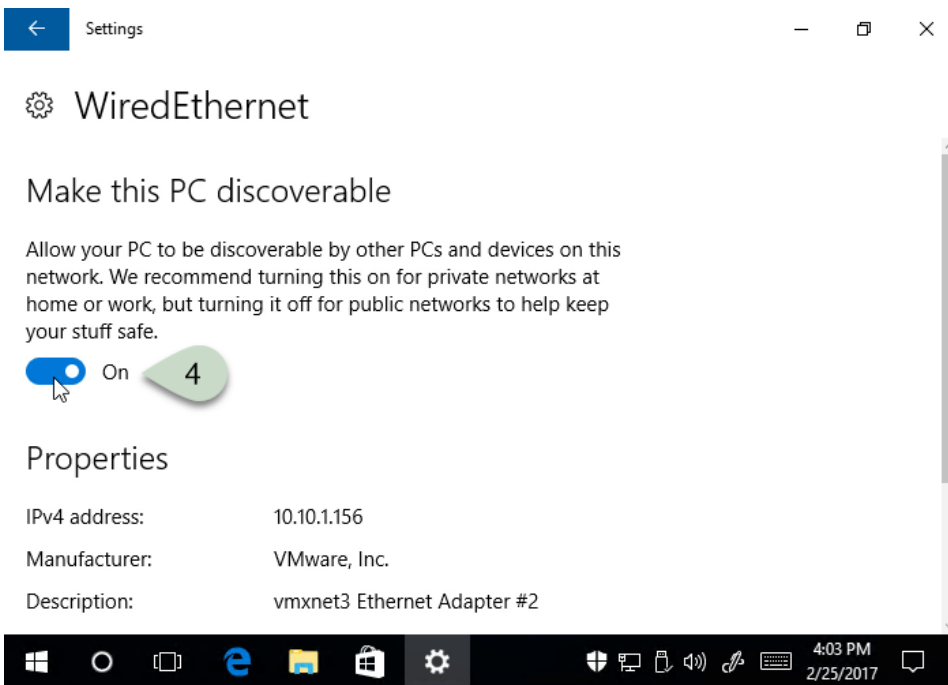 Settings
WiredEthernet
Make this PC discoverable
Allow your PC to be discoverable by other PCs and devices on this
network. We recommend turning this on for private networks at
home or work, but turning it off for public networks to help keep
your stuff safe.
On 4
Properties
IPv4 address: 10.10.1.156
Manufacturer: VMware, Inc.
Description: vmxnet3 Ethernet Adapter #2
4:03 PM
2/25/2017